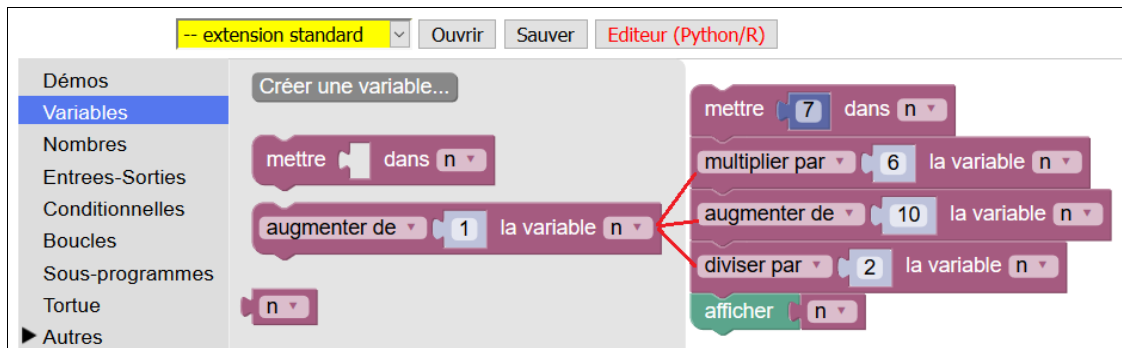 -- extension standard Ouvrir Sauver Editeur (Python/R)
Démos
Variables
Nombres
Entrees-Sorties
Conditionnelles
Boucles
Sous-programmes
Tortue
Autres
Créer une variable...
mettre dans n
augmenter de 1 la variable n
n
mettre 7 dans n
multiplier par 6 la variable n
augmenter de 10 la variable n
diviser par 2 la variable n
afficher n